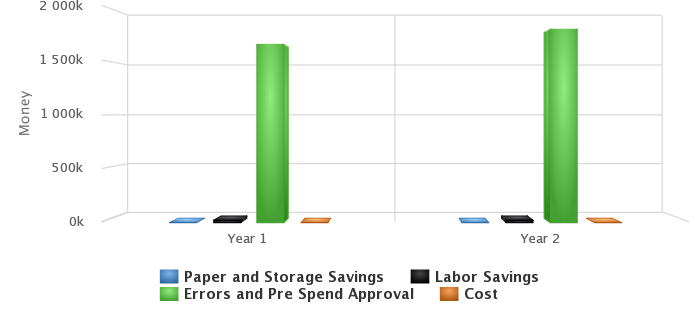 2 000k
1 500k
1 000k
500k
0k
Money
Year 1 Year 2
Paper and Storage Savings Labor Savings
Errors and Pre Spend Approval Cost